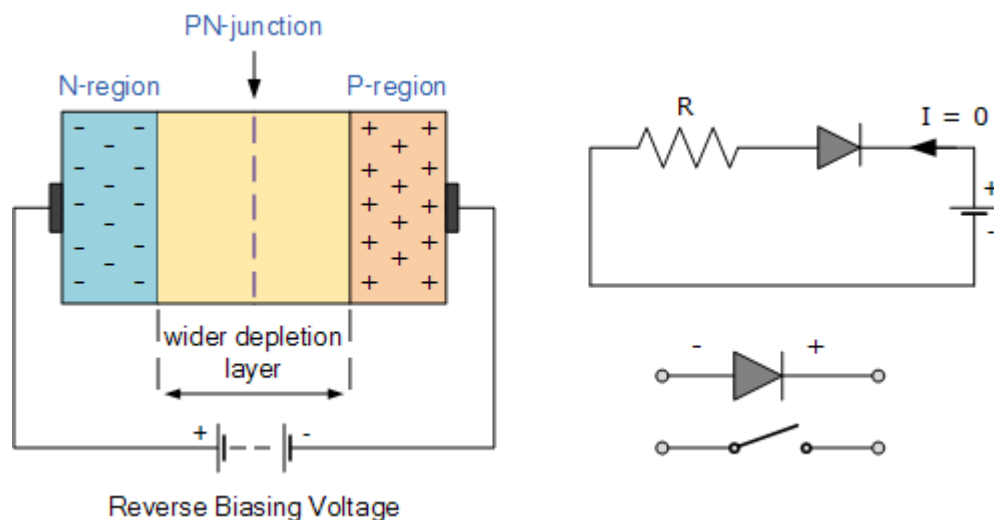 PN-junction
N-region
P-region
wider depletion
layer
+ -
Reverse Biasing Voltage
R
I = 0
+
-
- +